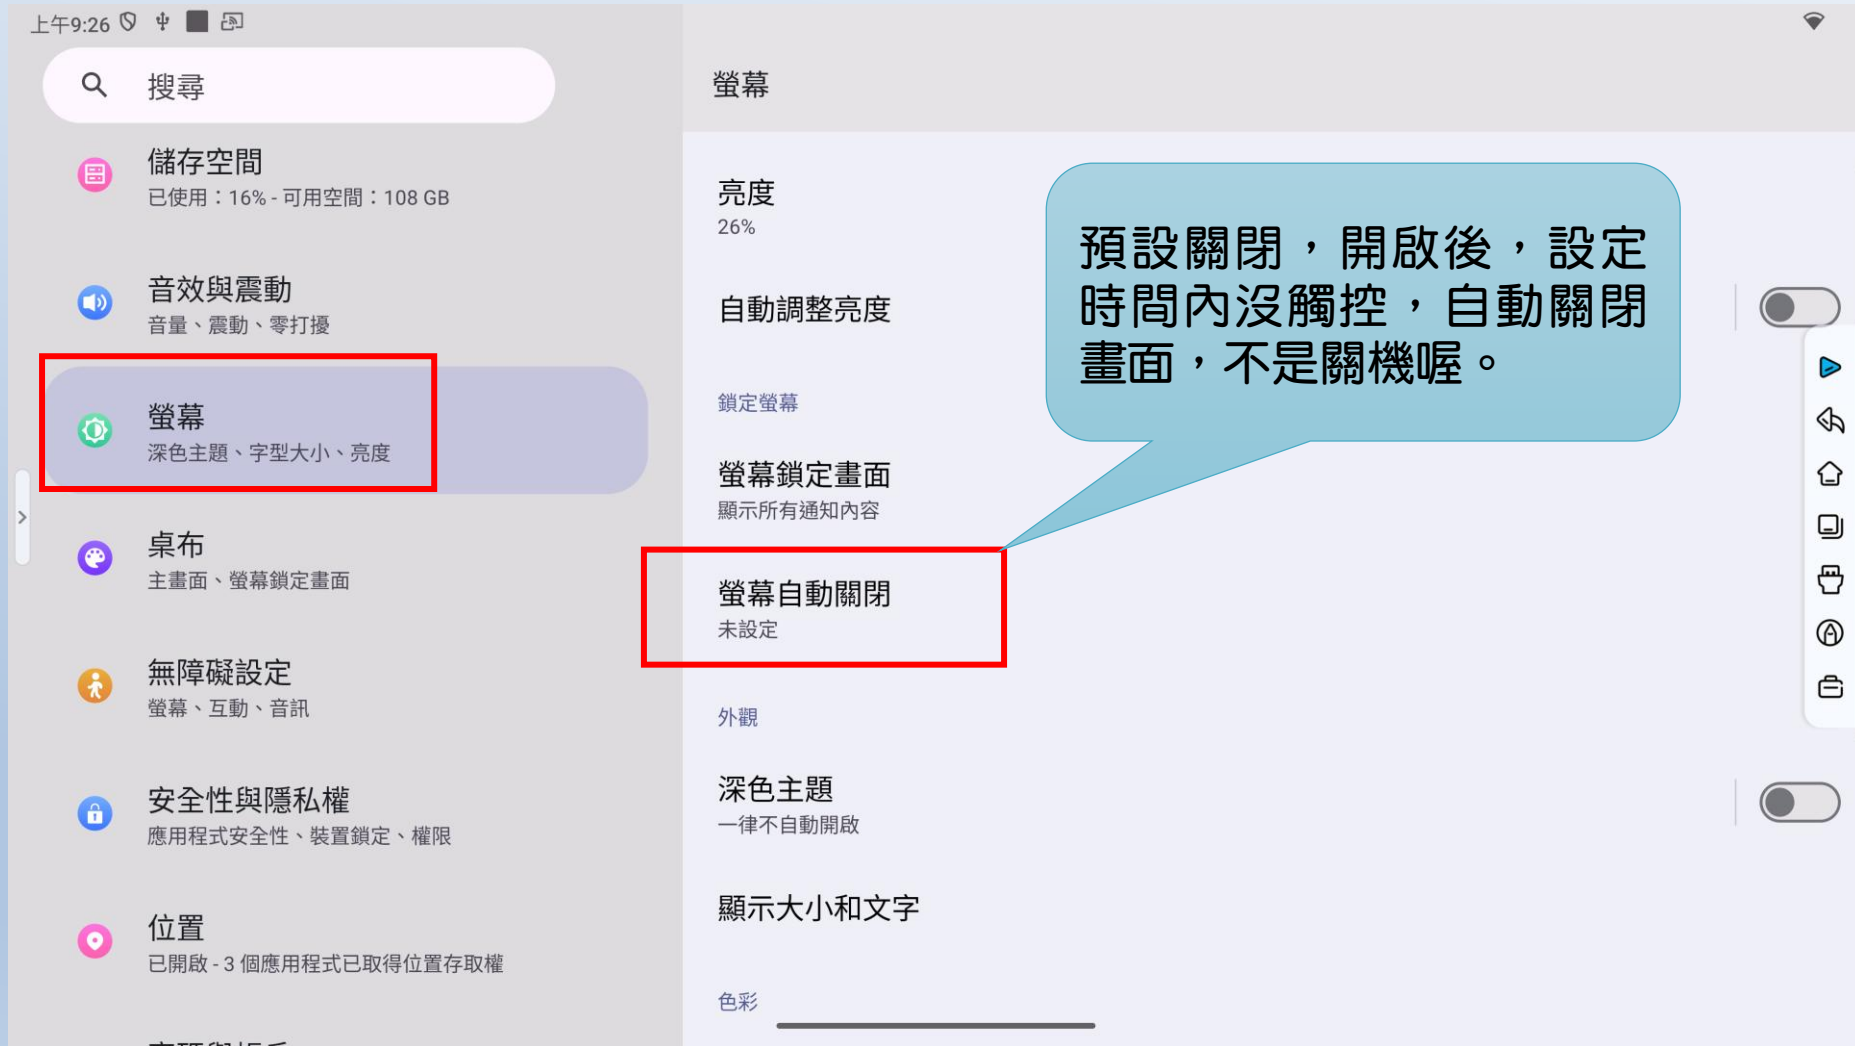 上午9:26
搜尋
儲存空間
已使用：16% - 可用空間：108 GB
音效與震動
音量、震動、零打擾
螢幕
深色主題、字型大小、亮度
桌布
主畫面、螢幕鎖定畫面
無障礙設定
螢幕、互動、音訊
安全性與隱私權
應用程式安全性、裝置鎖定、權限
位置
已開啟 - 3 個應用程式已取得位置存取權
螢幕
亮度
26%
自動調整亮度
鎖定螢幕
螢幕鎖定畫面
顯示所有通知內容
螢幕自動關閉
未設定
外觀
深色主題
一律不自動開啟
顯示大小和文字
色彩
預設關閉，開啟後，設定
時間內沒觸控，自動關閉
畫面，不是關機喔。